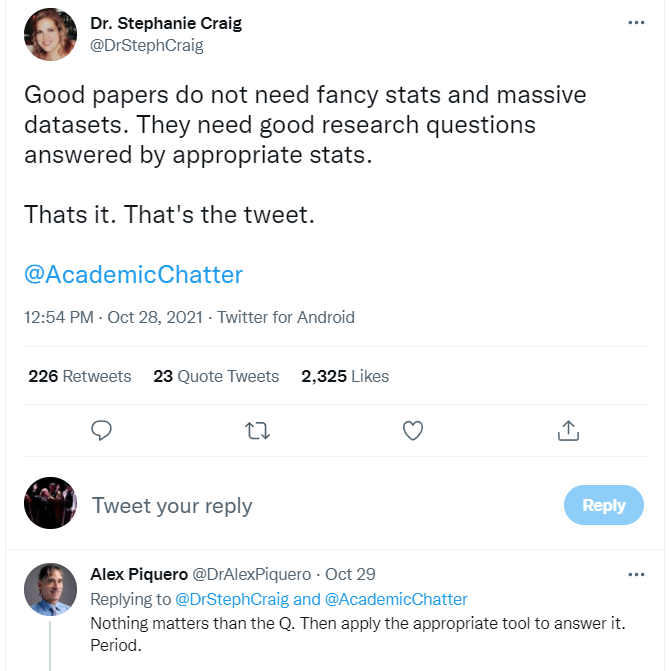 Dr. Stephanie Craig
@DrStephCraig
Good papers do not need fancy stats and massive
datasets. They need good research questions
answered by appropriate stats.
Thats it. That's the tweet.
@AcademicChatter
12:54 PM · Oct 28, 2021 · Twitter for Android
226 Retweets 23 Quote Tweets 2,325 Likes
Tweet your reply
Reply
Alex Piquero @DrAlexPiquero · Oct 29
Replying to @DrStephCraig and @AcademicChatter
Nothing matters than the Q. Then apply the appropriate tool to answer it.
Period.